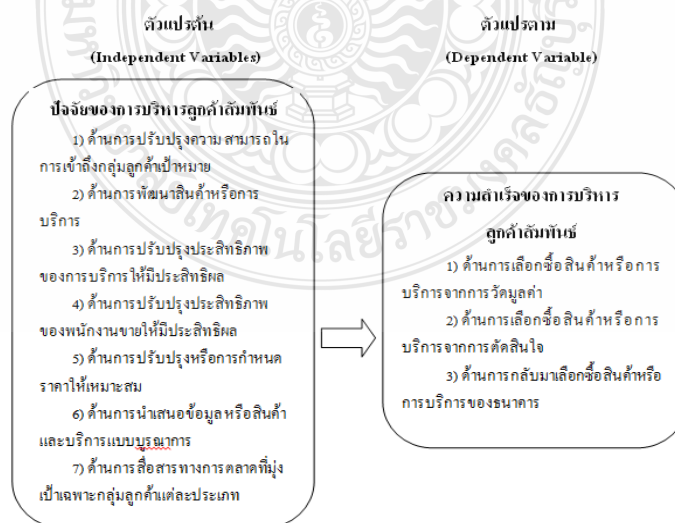 ตัวแปรต้น
(Independent Variables)
ปัจจัยของการบริหารลูกค้าสัมพันธ์
1) ด้านการปรับปรุงความสามารถใน
การเข้าถึงกลุ่มลูกค้าเป้าหมาย
2) ด้านการพัฒนาสินค้าหรือการ
บริการ
3) ด้านการปรับปรุงประสิทธิภาพ
ของการบริการให้มีประสิทธิผล
4) ด้านการปรับปรุงประสิทธิภาพ
ของพนักงานขายให้มีประสิทธิผล
5) ด้านการปรับปรุงหรือการกำหนด
ราคาให้เหมาะสม
6) ด้านการนำเสนอข้อมูลหรือสินค้า
และบริการแบบบูรณาการ
7) ด้านการสื่อสารทางการตลาดที่มุ่ง
เป้าเฉพาะกลุ่มลูกค้าแต่ละประเภท
ตัวแปรตาม
(Dependent Variable)
ความสำเร็จของการบริหาร
ลูกค้าสัมพันธ์
1) ด้านการเลือกซื้อสินค้าหรือการ
บริการจากการวัดมูลค่า
2) ด้านการเลือกซื้อสินค้าหรือการ
บริการจากการตัดสินใจ
3) ด้านการกลับมาเลือกซื้อสินค้าหรือ
การบริการของธนาคาร